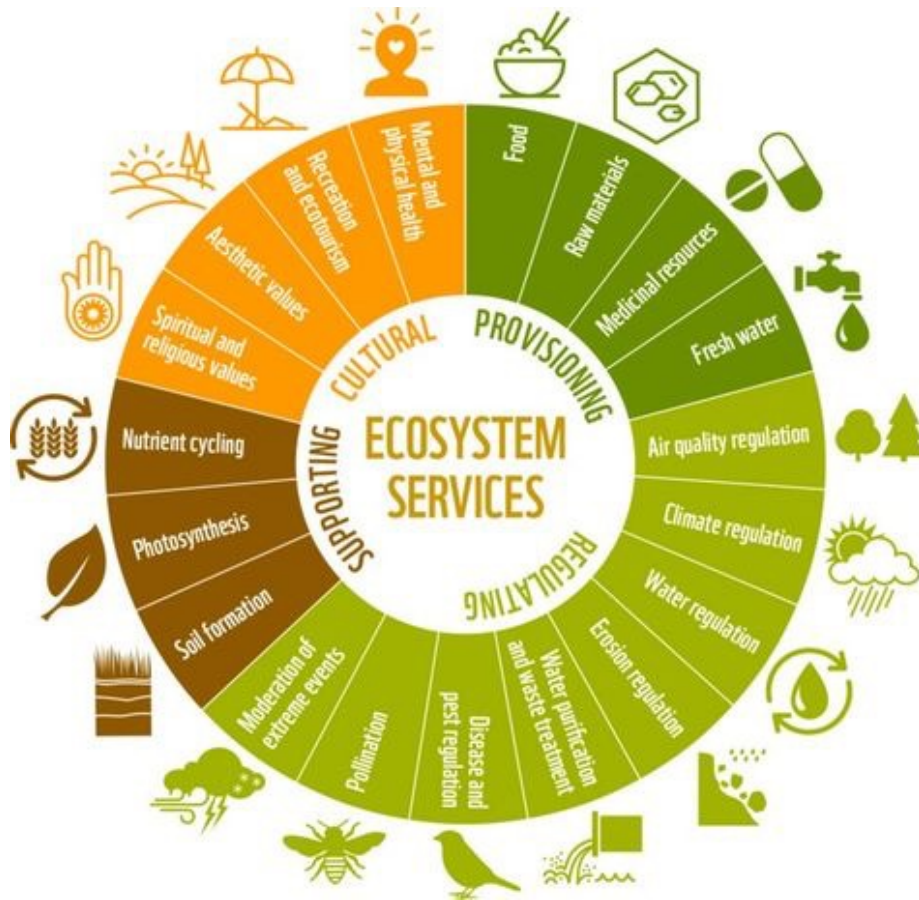 ECOSYSTEM
SERVICES
PROVISIONING
Food
Raw materials
Medicinal resources
Fresh water
REGULATING
Air quality regulation
Climate regulation
Water regulation
Erosion regulation
Water purification
and waste treatment
Disease and
pest regulation
Pollination
Moderation of
extreme events
SUPPORTING
Soil formation
Photosynthesis
Nutrient cycling
CULTURAL
Spiritual and
religious values
Aesthetic values
Recreation
and ecotourism
Mental and
physical health